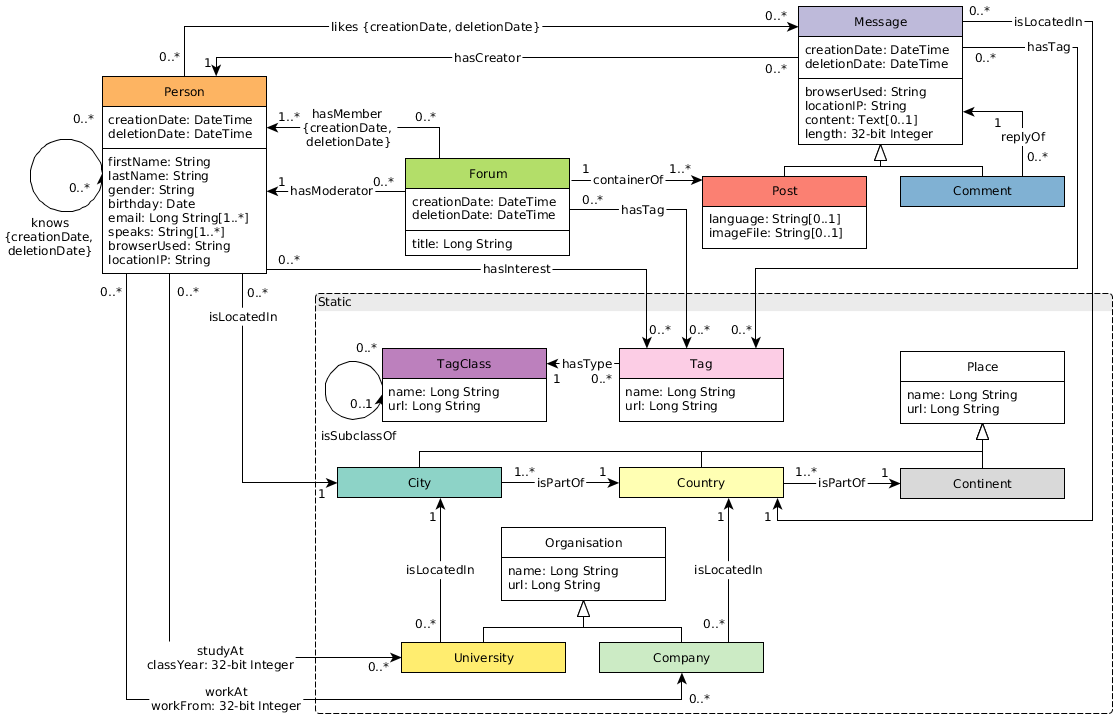 Message
creationDate: DateTime
deletionDate: DateTime
browserUsed: String
locationIP: String
content: Text[0..1]
length: 32-bit Integer
likes {creationDate, deletionDate}
0..*
0..*
hasCreator
1
0..*
0..*
isLocatedIn
hasTag
0..*
1
replyOf
0..*
Person
creationDate: DateTime
deletionDate: DateTime
firstName: String
lastName: String
gender: String
birthday: Date
email: Long String[1..*]
speaks: String[1..*]
browserUsed: String
locationIP: String
0..*
0..*
knows
{creationDate,
deletionDate}
1..*
hasMember
{creationDate,
deletionDate}
0..*
1
hasModerator
0..*
Forum
creationDate: DateTime
deletionDate: DateTime
title: Long String
1
containerOf
1..*
0..*
hasTag
Post
language: String[0..1]
imageFile: String[0..1]
Comment
0..*
hasInterest
0..*
0..*
0..*
isLocatedIn
Static
0..*
0..*
0..*
0..*
0..1
isSubclassOf
TagClass
name: Long String
url: Long String
hasType
1
0..*
Tag
name: Long String
url: Long String
Place
name: Long String
url: Long String
1
City
1..*
isPartOf
1
Country
1..*
isPartOf
1
Continent
1
1
1
Organisation
name: Long String
url: Long String
isLocatedIn
isLocatedIn
0..*
0..*
University
Company
studyAt
classYear: 32-bit Integer
0..*
workAt
workFrom: 32-bit Integer
0..*